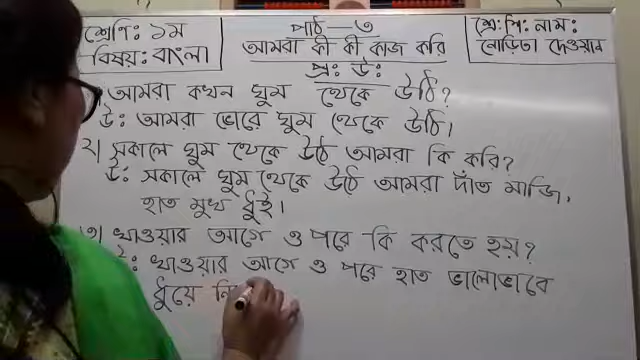 শ্রেণি: ১ম
বিষয়: বাংলা
পাঠ—৩
আমরা কী কী কাজ করি
প্র: উ:
শ্রে: শি: নাম:
নোড়িতা দেওয়ান
আমরা কখন ঘুম থেকে উঠি?
উ: আমরা ভোরে ঘুম থেকে উঠি।
২। সকালে ঘুম থেকে উঠে আমরা কি করি?
উ: সকালে ঘুম থেকে উঠে আমরা দাঁত মাজি,
হাত মুখ ধুই।
৩) খাওয়ার আগে ও পরে কি করতে হয়?
খাওয়ার আগে ও পরে হাত ভালোভাবে
ধুয়ে